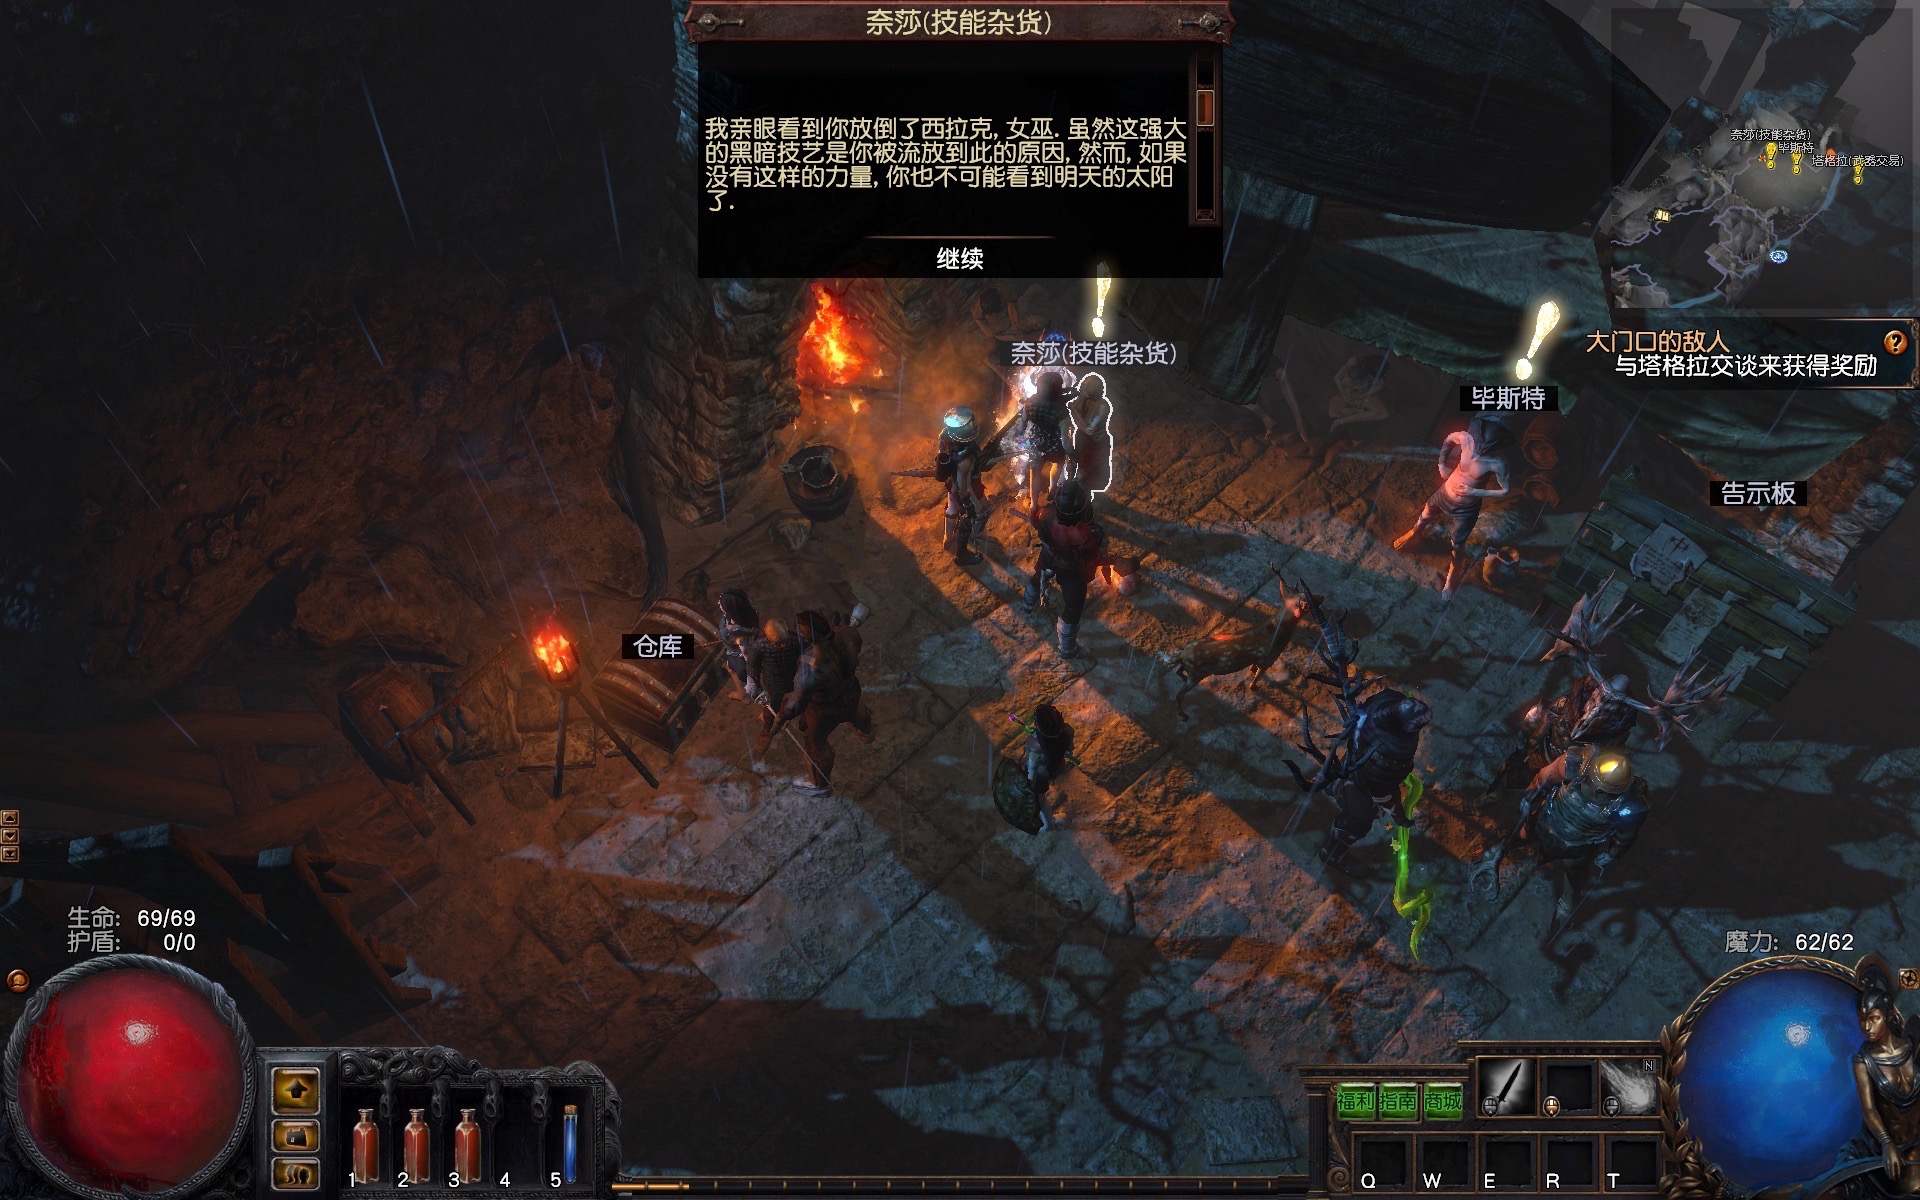 奈莎(技能杂货)
我亲眼看到你放倒了西拉克, 女巫. 虽然这强大
的黑暗技艺是你被流放到此的原因, 然而, 如果
没有这样的力量, 你也不可能看到明天的太阳
了.
继续
奈莎(技能杂货)
毕斯特
塔格拉(武器交易)
大门口的敌人
与塔格拉交谈来获得奖励
奈莎(技能杂货)
毕斯特
告示板
仓库
生命: 69/69
护盾: 0/0
魔力: 62/62
福利 指南 商城
N
1 2 3 4 5
Q W E R T